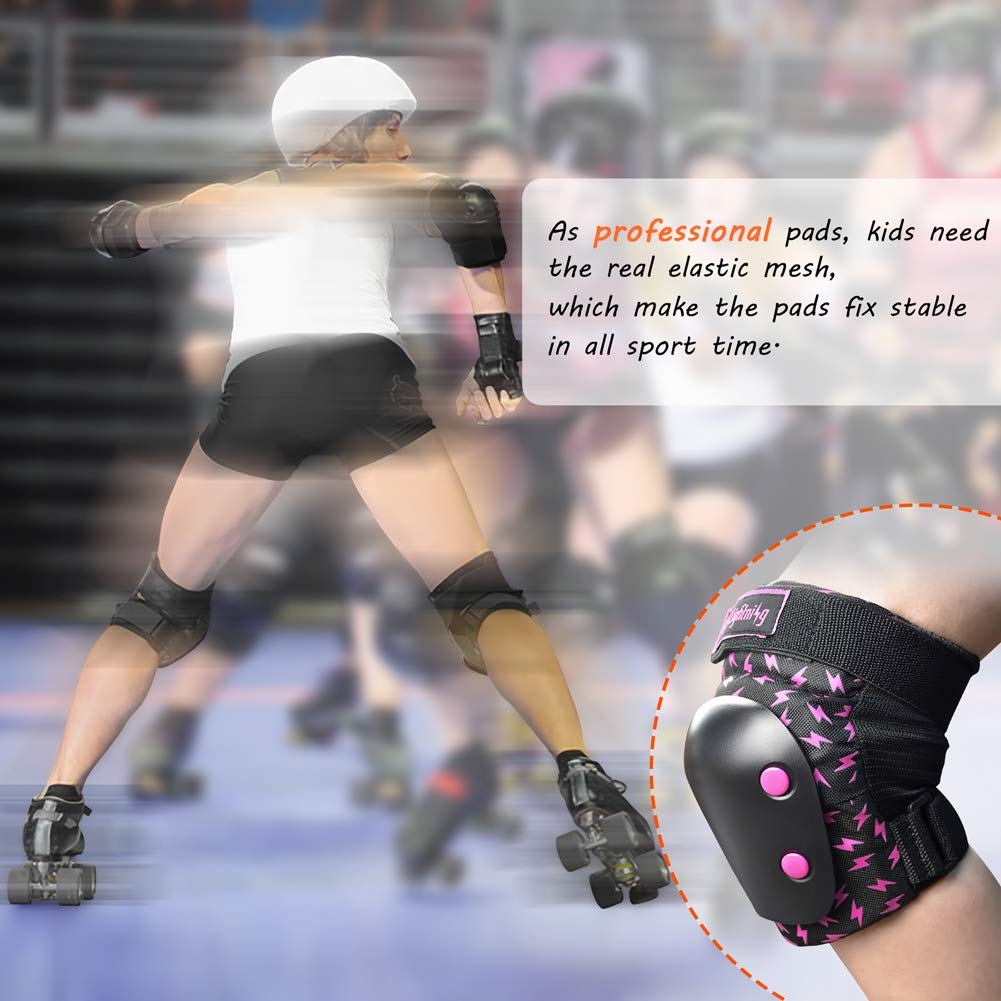 As professional pads, kids need
the real elastic mesh,
which make the pads fix stable
in all sport time.